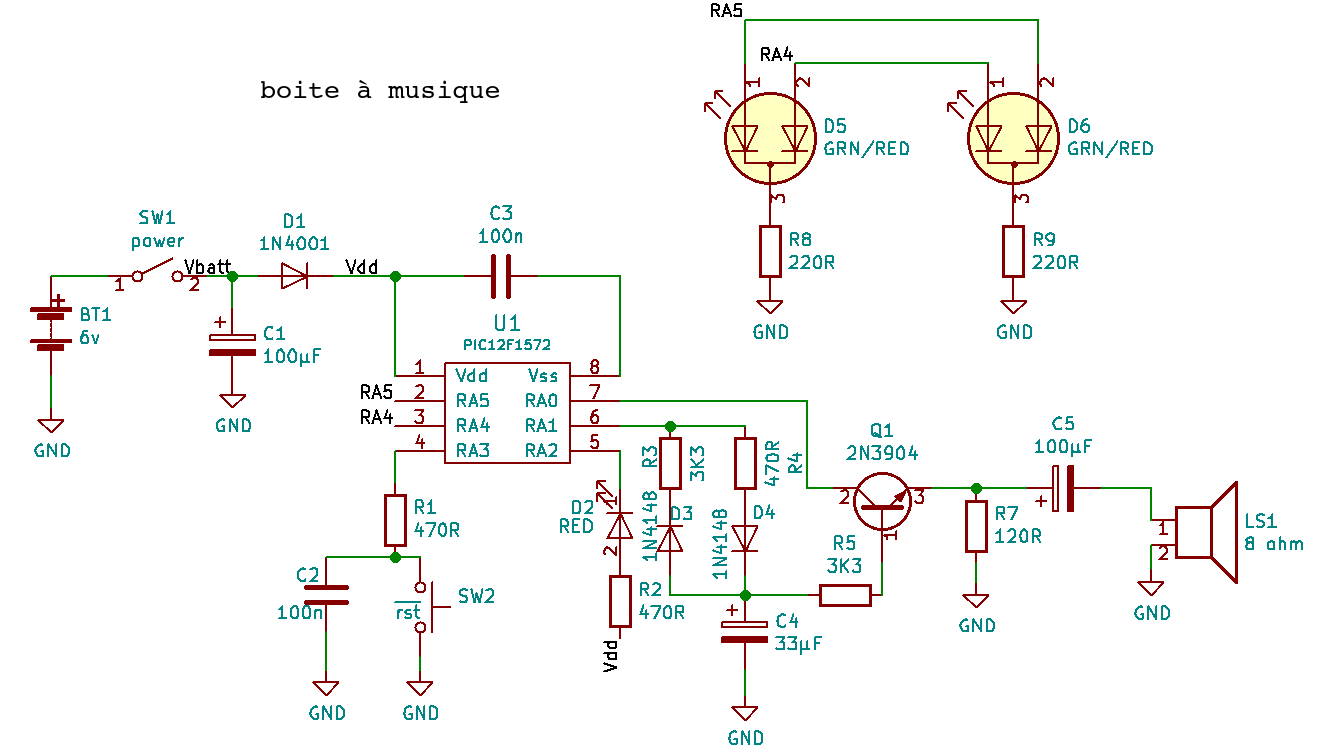 RA5
RA4
1
2
1
2
boite à musique
D5
GRN/RED
D6
GRN/RED
3
3
SW1
power
D1
1N4001
C3
100n
R8
220R
R9
220R
Vbatt
Vdd
1
2
+
BT1
6v
+
C1
100µF
U1
PIC12F1572
GND
GND
1
Vdd
Vss
8
RA5
2
RA5
RA0
7
RA4
3
RA4
RA1
6
4
RA3
RA2
5
GND
GND
R3
3K3
470R
R4
Q1
2N3904
C5
100µF
2
3
+
R1
470R
D2
RED
1
2
1N4148
D3
1N4148
D4
1
R7
120R
1
2
LS1
8 ohm
R5
3K3
C2
100n
rst
SW2
R2
470R
Vdd
+
C4
33µF
GND
GND
GND
GND
GND